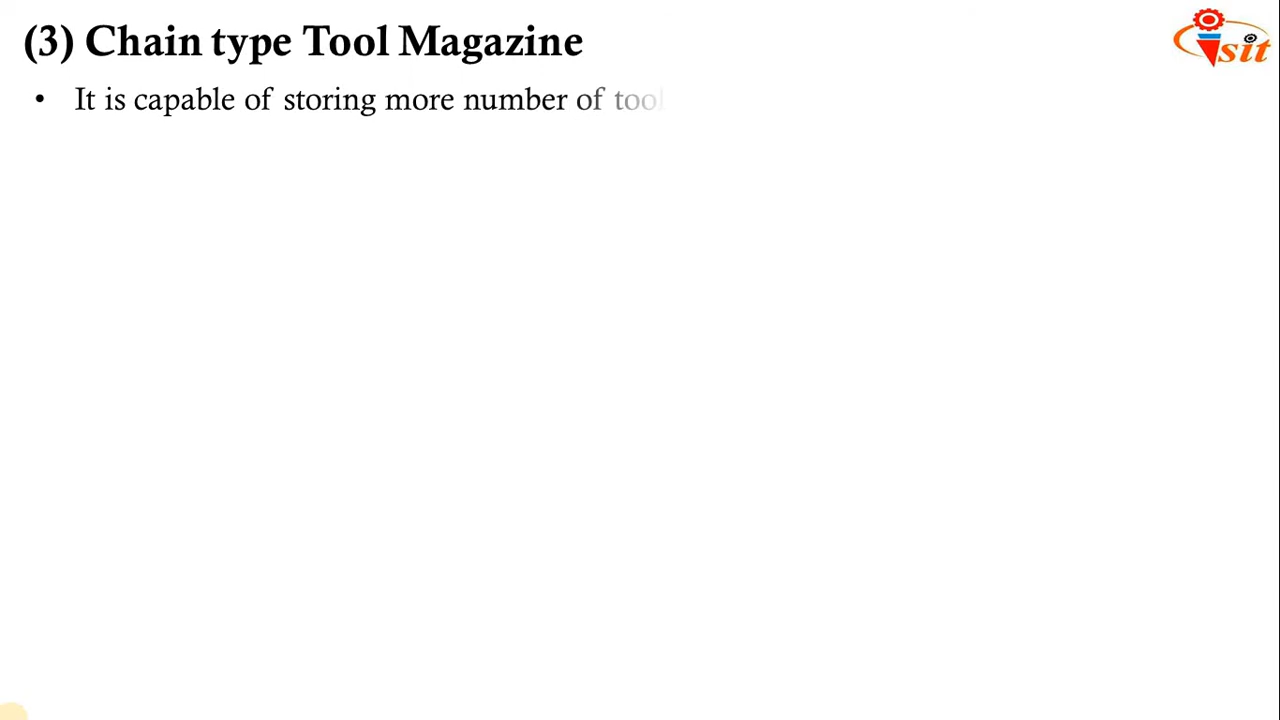 (3) Chain type Tool Magazine
sit
• It is capable of storing more number of tool